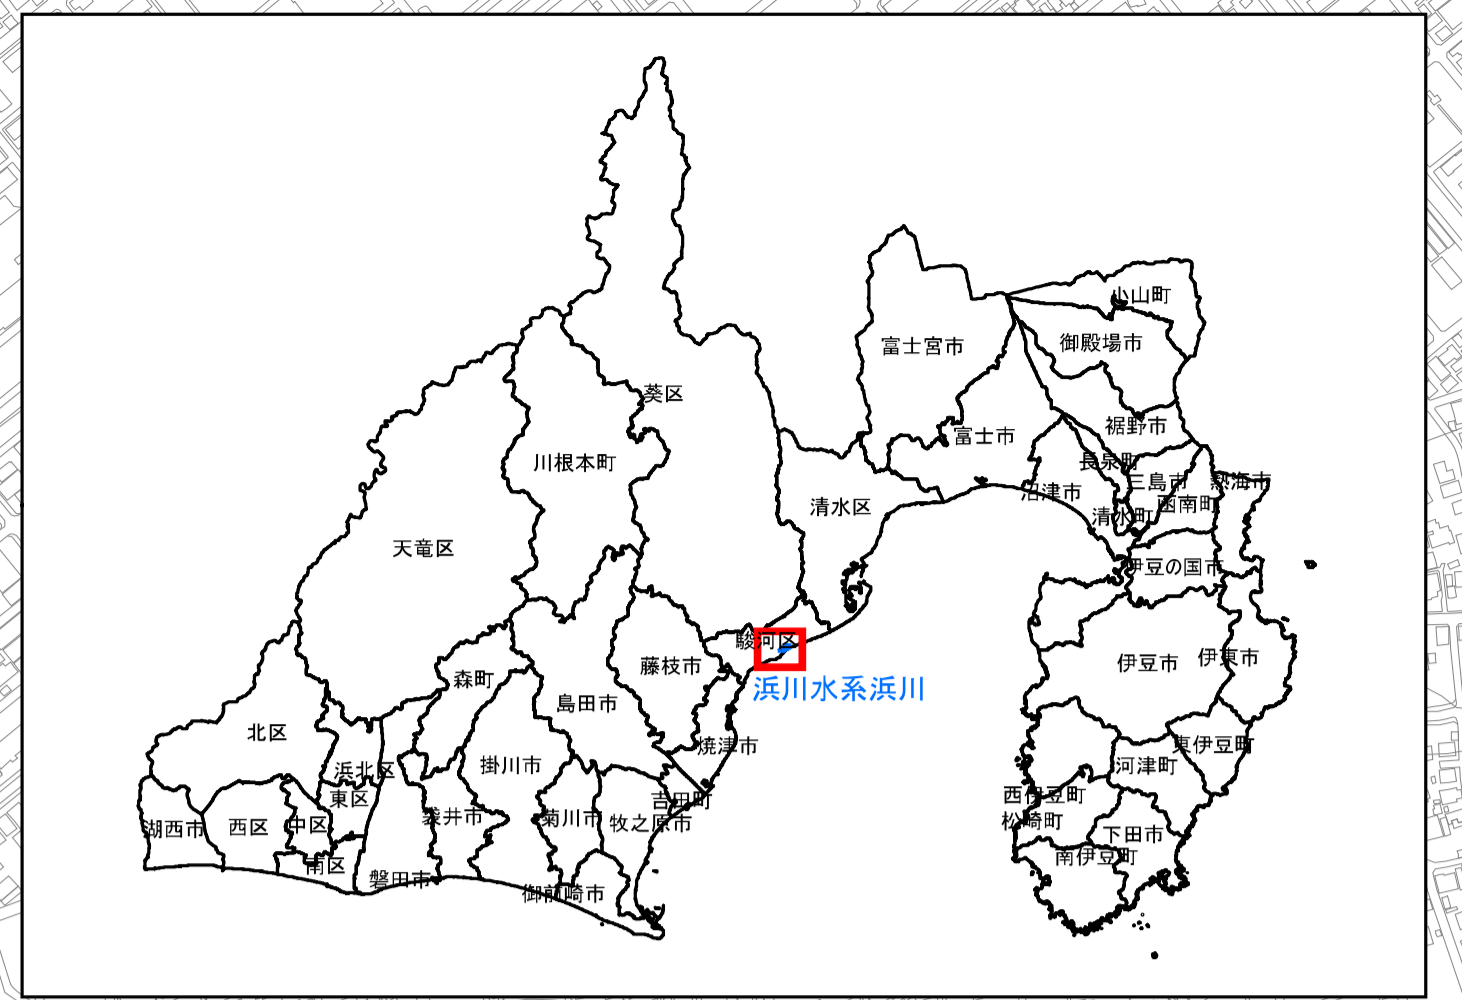 小山町
御殿場市
富士宮市
葵区
裾野市
富士市
長泉町
川根本町
三島市
熱海市
沼津市
函南町
清水区
清水町
天竜区
伊豆の国市
駿河区
伊豆市
伊東市
藤枝市
森町
浜川水系浜川
島田市
北区
焼津市
東伊豆町
掛川市
河津町
浜北区
東区
西伊豆町
吉田町
袋井市
菊川市
牧之原市
松崎町
湖西市
西区
中区
下田市
南伊豆町
南区
磐田市
御前崎市